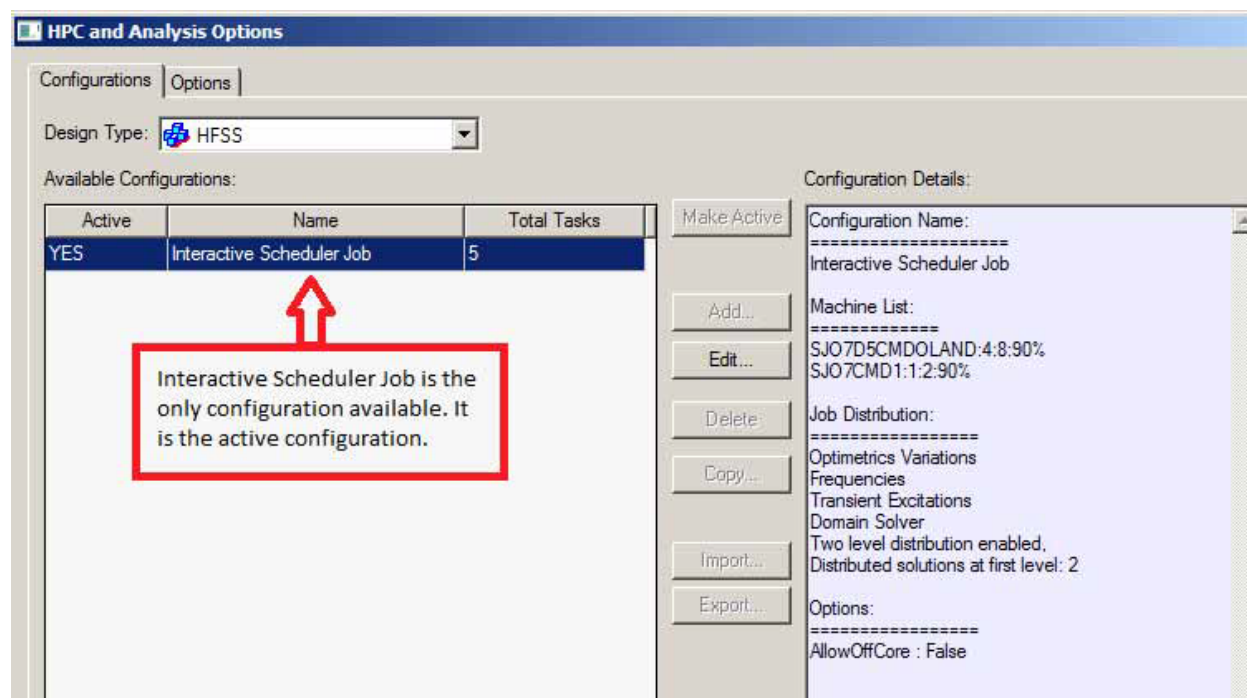 HPC and Analysis Options
Configurations Options
Design Type: HFSS
Available Configurations:
Configuration Details:
Active Name Total Tasks
YES Interactive Scheduler Job 5
Interactive Scheduler Job is the
only configuration available. It
is the active configuration.
Make Active
Add...
Edit...
Delete
Copy...
Import...
Export...
Configuration Name:
====================
Interactive Scheduler Job
Machine List:
=============
SJO7D5CMDOLAND:4:8:90%
SJO7CMD1:1:2:90%
Job Distribution:
=================
Optimetrics Variations
Frequencies
Transient Excitations
Domain Solver
Two level distribution enabled,
Distributed solutions at first level: 2
Options:
=================
AllowOffCore : False